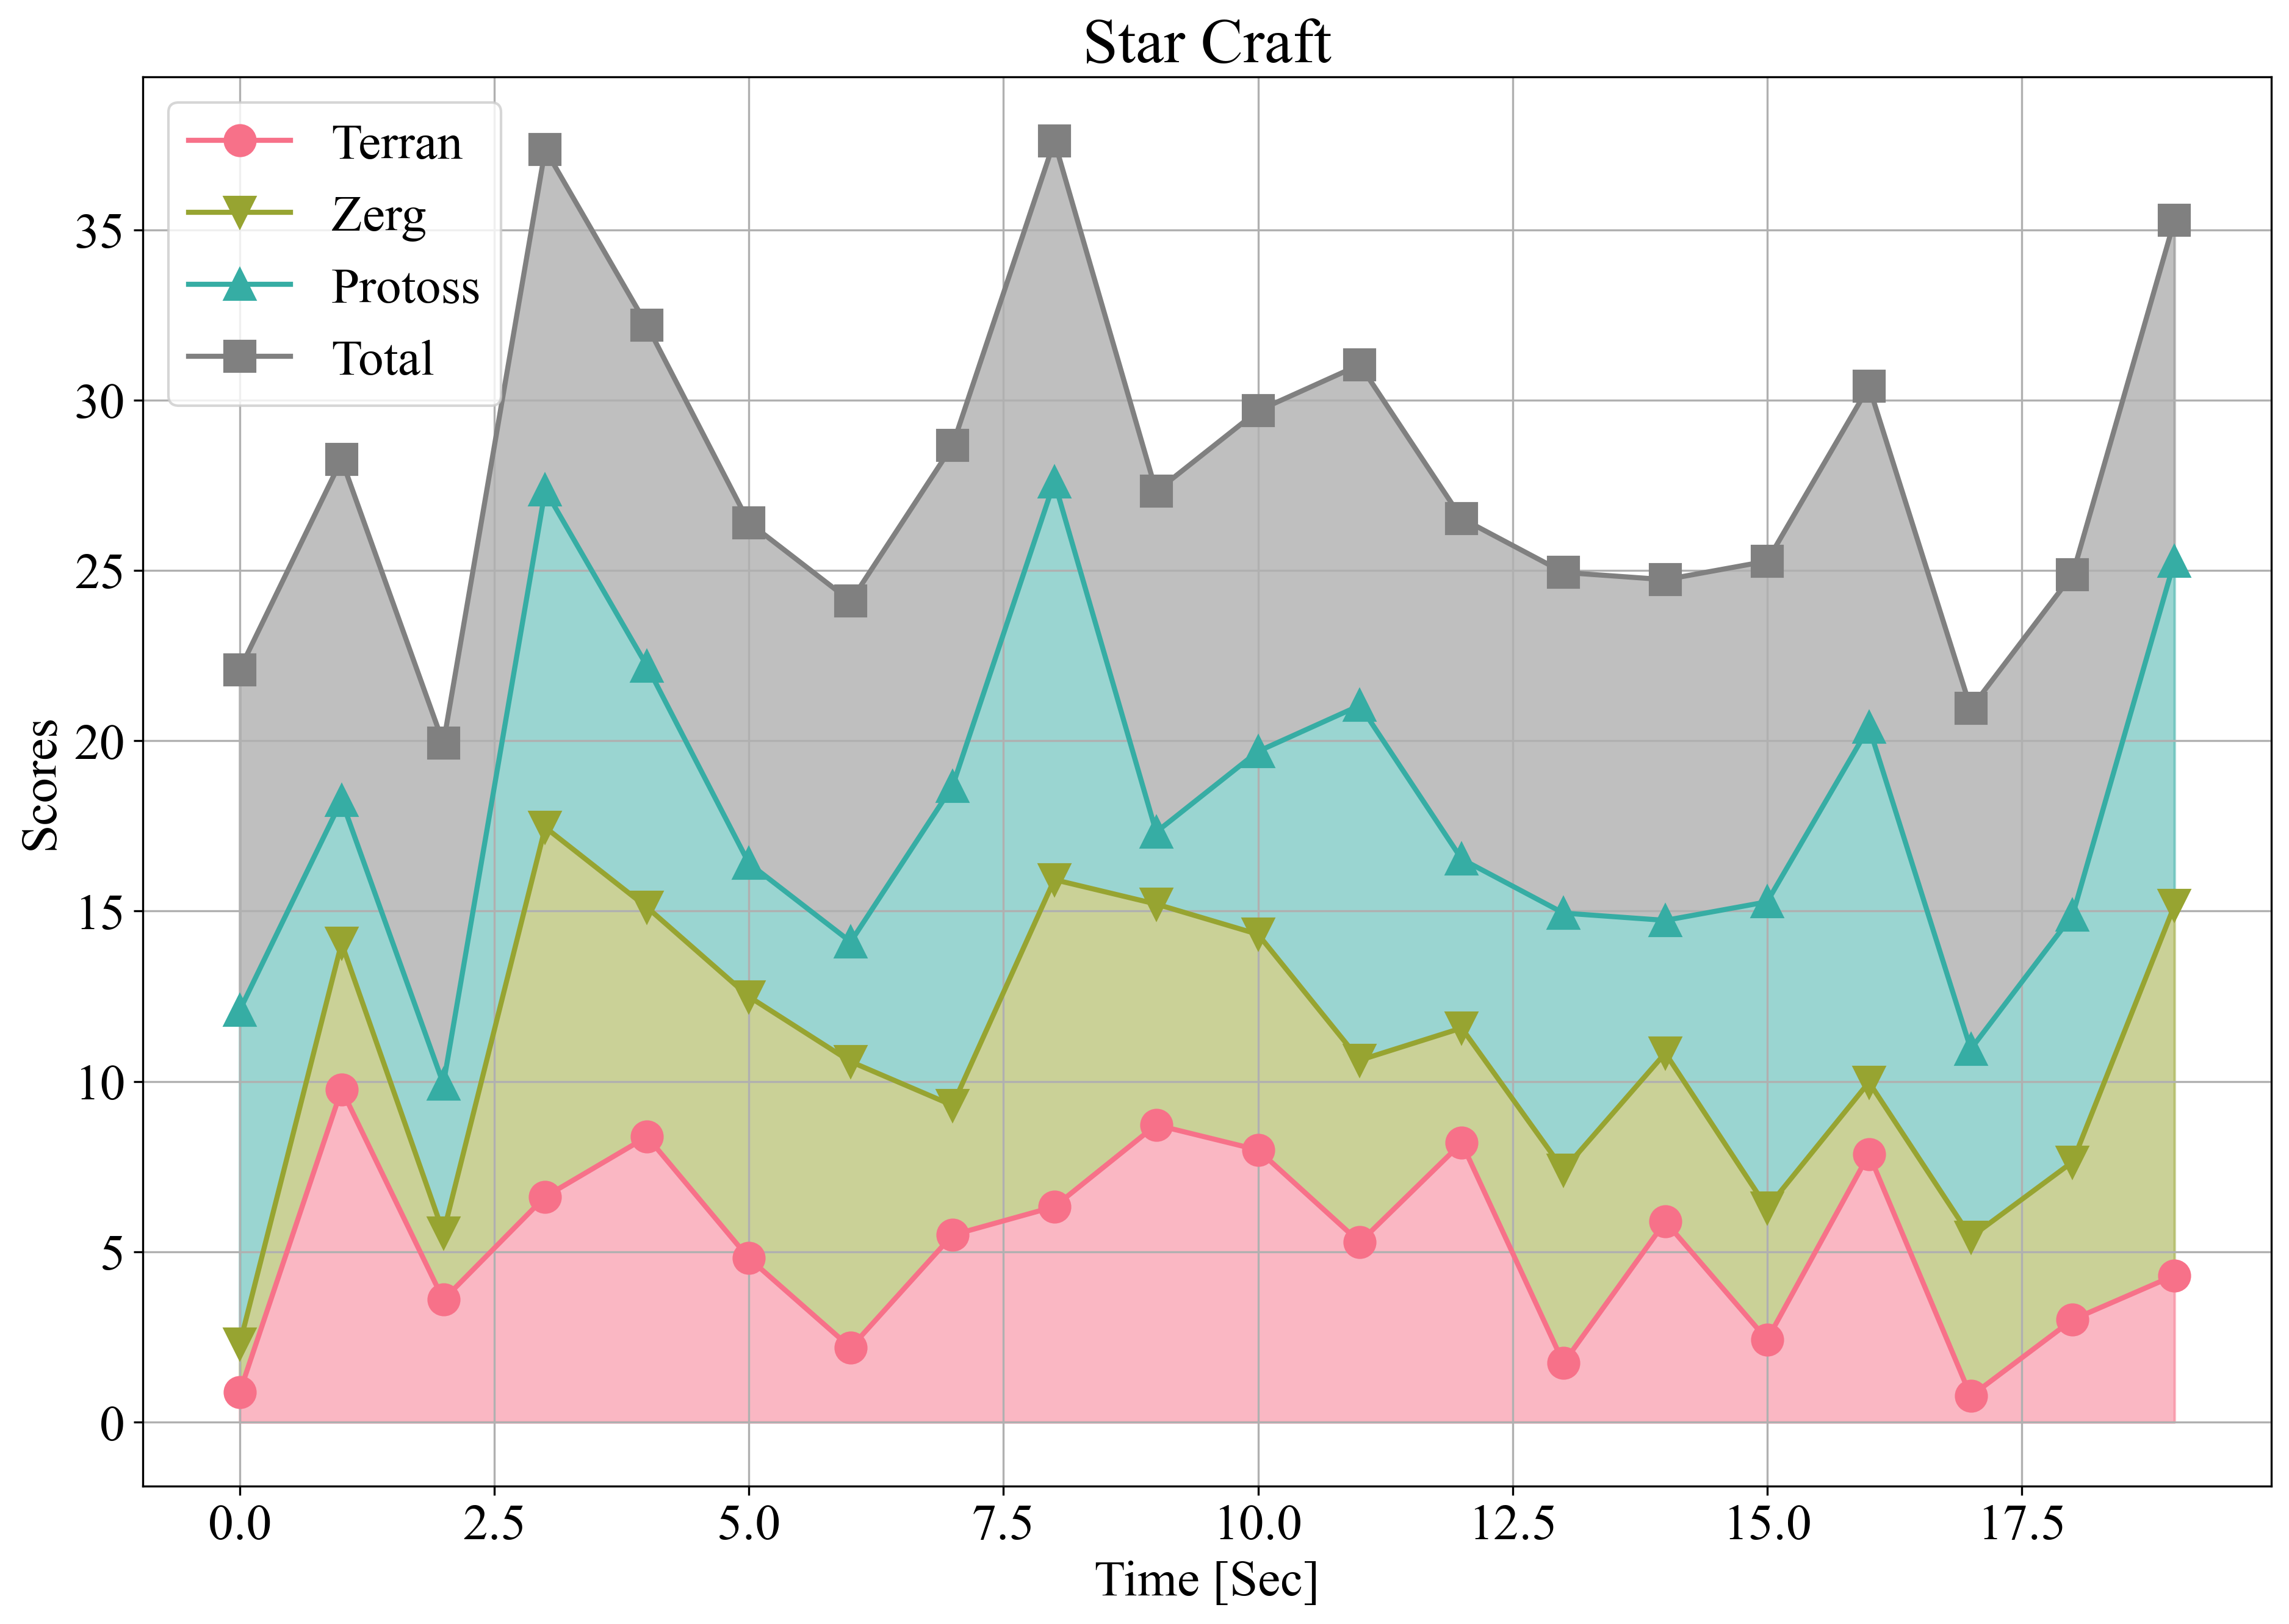 Star Craft
Terran
Zerg
Protoss
Total
35
30
25
20
15
10
5
0
Scores
0.0 2.5 5.0 7.5 10.0 12.5 15.0 17.5
Time [Sec]